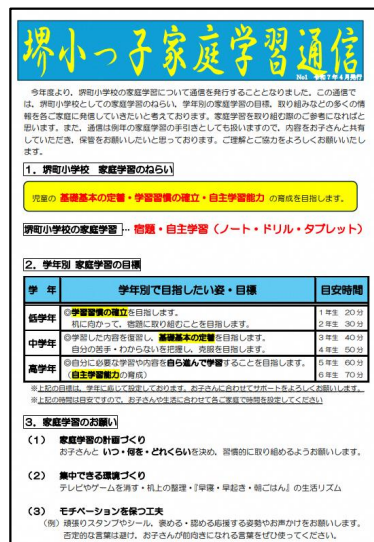 堺小っ子家庭学習通信
No1 令和7年4月発行
今年度より、堺町小学校の家庭学習について通信を発行することとなりました。この通信で
は、堺町小学校としての家庭学習のねらい、学年別の家庭学習の目標、取り組みなどの多くの情
報を各ご家庭に発信していきたいと考えております。家庭学習を取り組む際のご参考になればと
思います。また、通信は例年の家庭学習の手引きとしても扱いますので、内容をお子さんと共有
していただき、保管をお願いしたいと思っております。ご理解とご協力をよろしくお願いいたし
ます。
1．堺町小学校 家庭学習のねらい
児童の 基礎基本の定着・学習習慣の確立・自主学習能力 の育成を目指します。
堺町小学校の家庭学習 … 宿題・自主学習（ノート・ドリル・タブレット）
2．学年別 家庭学習の目標
学 年 学年別で目指したい姿・目標 目安時間
低学年 ◎学習習慣の確立を目指します。 1年生 20分
机に向かって、宿題に取り組むことを目指します。 2年生 30分
中学年 ◎学習した内容を復習し、基礎基本の定着を目指します。 3年生 40分
自分の苦手・わからないを把握し、克服を目指します。 4年生 50分
高学年 ◎自分に必要な学習や内容を自ら進んで学習することを目指します。 5年生 60分
（自主学習能力の育成） 6年生 70分
※上記の目標は、学年に応じて設定しております。お子さんに合わせてサポートをよろしくお願いします。
※上記の時間は目安ですので、お子さんや生活に合わせて各ご家庭で時間を設定してください
3．家庭学習のお願い
（1） 家庭学習の計画づくり
お子さんと いつ・何を・どれくらいを決め、習慣的に取り組めるようお願いします。
（2） 集中できる環境づくり
テレビやゲームを消す・机上の整理・『早寝・早起き・朝ごはん』の生活リズム
（3） モチベーションを保つ工夫
（例）頑張りスタンプやシール、褒める・認める応援する姿勢やお声かけをお願いします。
否定的な言葉は避け、お子さんが前向きになれる言葉をぜひ使ってください。